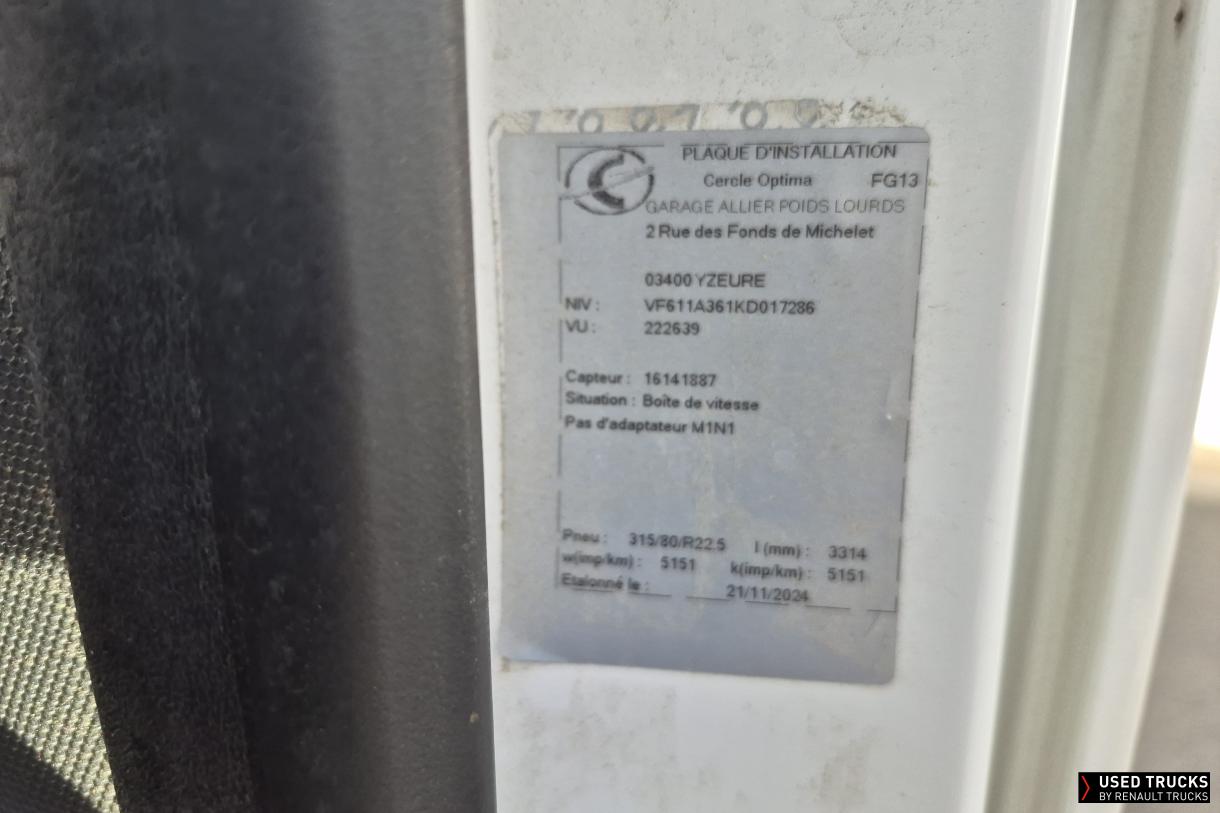 PLAQUE D'INSTALLATION
Cercle Optima FG13
GARAGE ALLIER POIDS LOURDS
2 Rue des Fonds de Michelet
03400 YZEURE
NIV : VF611A361KD017286
VU : 222639
Capteur : 16141887
Situation : Boîte de vitesse
Pas d'adaptateur M1N1
Pneu : 315/80/R22.5 l (mm) : 3314
w(imp/km) : 5151 k(imp/km) : 5151
Etalonné le : 21/11/2024
USED TRUCKS
BY RENAULT TRUCKS